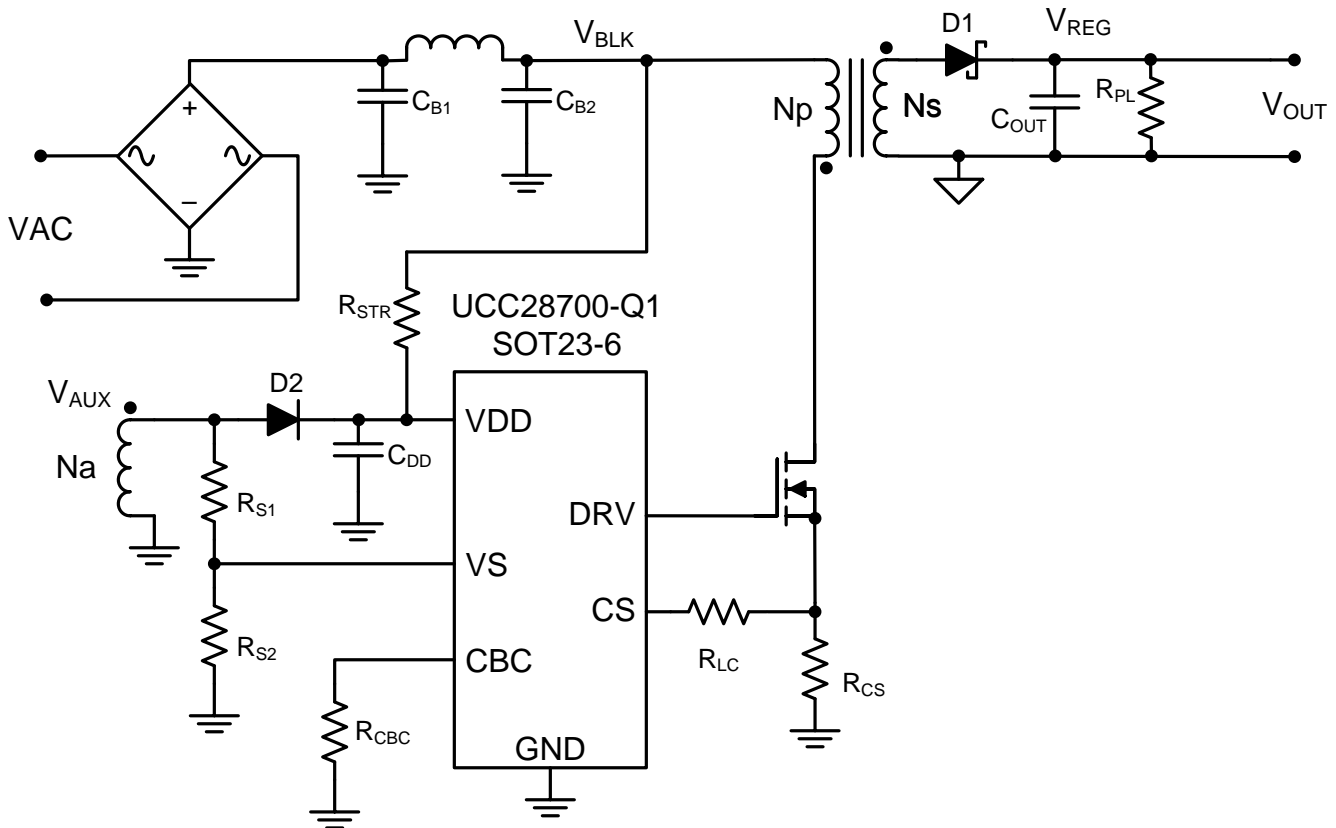 D1
V_REG
V_BLK
C_B1
C_B2
Np
Ns
C_OUT
R_PL
V_OUT
+
−
VAC
R_STR
UCC28700-Q1
SOT23-6
V_AUX
D2
VDD
C_DD
Na
R_S1
DRV
VS
CS
R_S2
R_LC
CBC
R_CS
R_CBC
GND